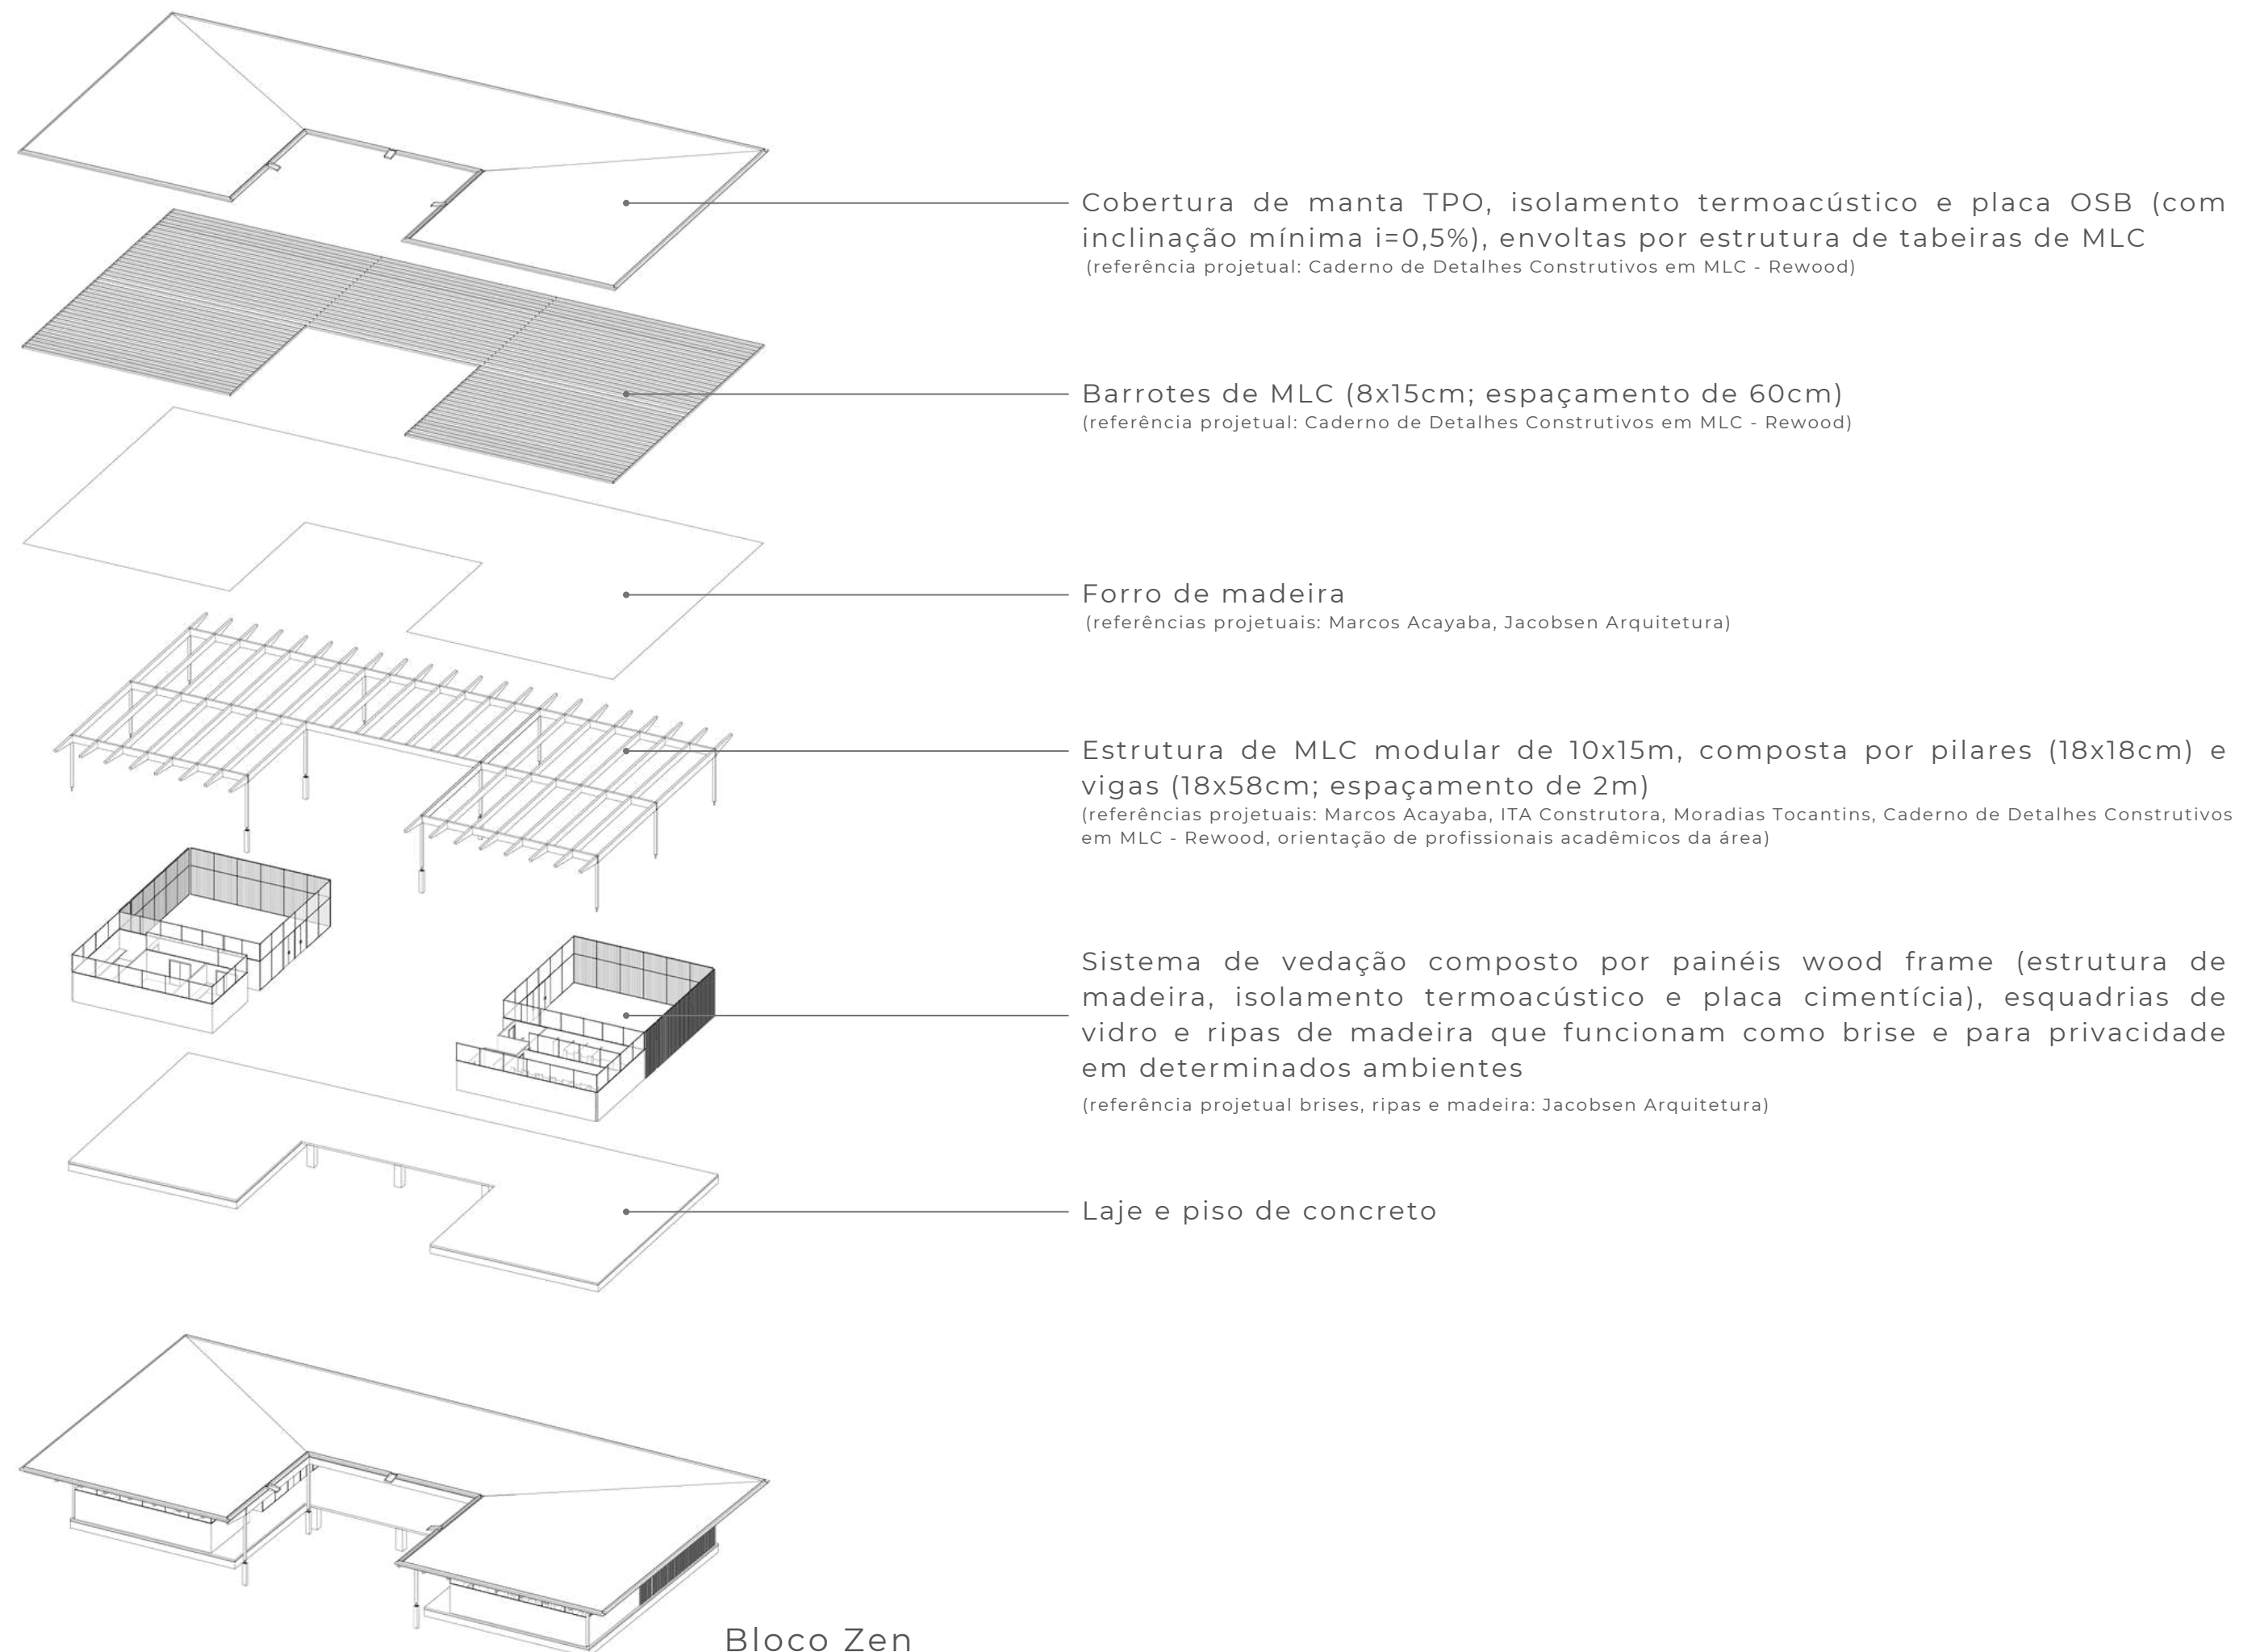 Cobertura de manta TPO, isolamento termoacústico e placa OSB (com
inclinação mínima i=0,5%), envoltas por estrutura de tabeiras de MLC
(referência projetual: Caderno de Detalhes Construtivos em MLC - Rewood)
Barrotes de MLC (8x15cm; espaçamento de 60cm)
(referência projetual: Caderno de Detalhes Construtivos em MLC - Rewood)
Forro de madeira
(referências projetuais: Marcos Acayaba, Jacobsen Arquitetura)
Estrutura de MLC modular de 10x15m, composta por pilares (18x18cm) e
vigas (18x58cm; espaçamento de 2m)
(referências projetuais: Marcos Acayaba, ITA Construtora, Moradias Tocantins, Caderno de Detalhes Construtivos
em MLC - Rewood, orientação de profissionais acadêmicos da área)
Sistema de vedação composto por painéis wood frame (estrutura de
madeira, isolamento termoacústico e placa cimentícia), esquadrias de
vidro e ripas de madeira que funcionam como brise e para privacidade
em determinados ambientes
(referência projetual brises, ripas e madeira: Jacobsen Arquitetura)
Laje e piso de concreto
Bloco Zen